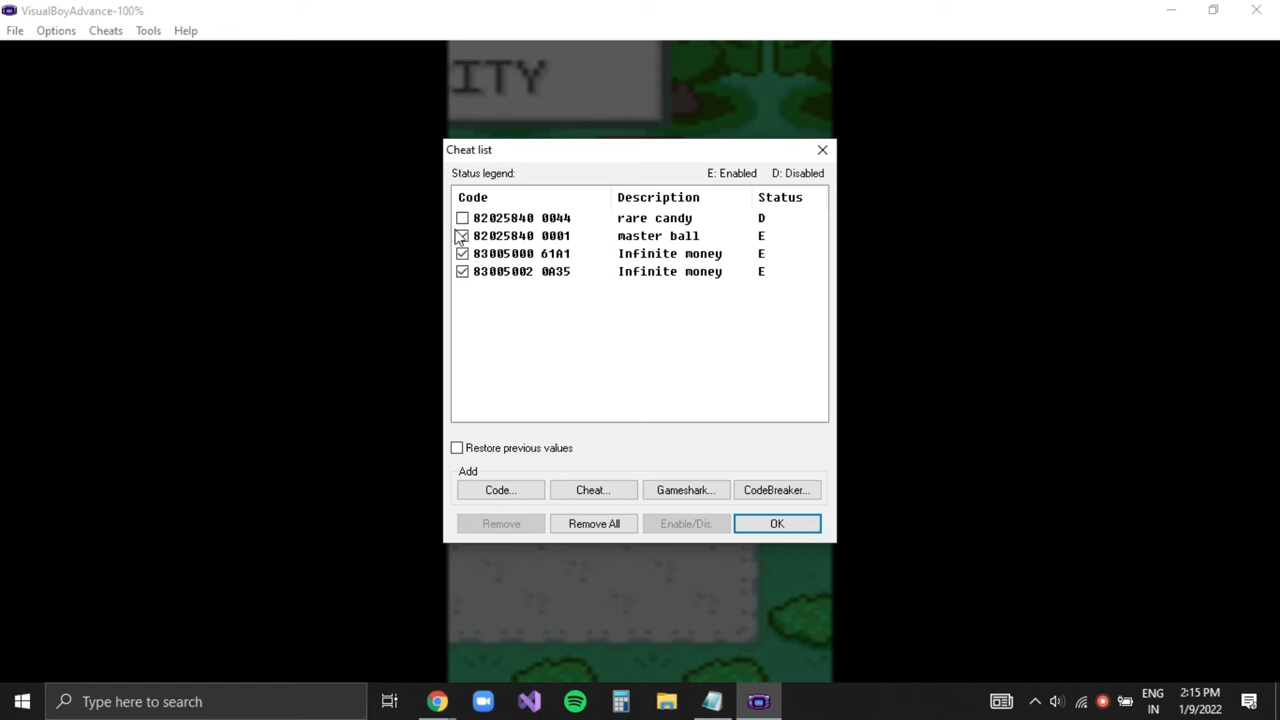 VisualBoyAdvance-100%
File Options Cheats Tools Help
ITY
Cheat list
Status legend: E: Enabled D: Disabled
Code Description Status
82025840 0044 rare candy D
82025840 0001 master ball E
83005000 61A1 Infinite money E
83005002 0A35 Infinite money E
Restore previous values
Add
Code... Cheat... Gameshark... CodeBreaker...
Remove Remove All Enable/Dis. OK
Type here to search
ENG
IN
2:15 PM
1/9/2022